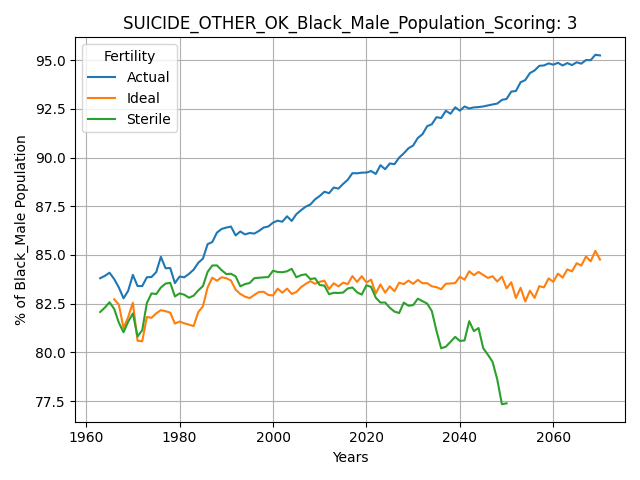 SUICIDE_OTHER_OK_Black_Male_Population_Scoring: 3
Fertility
Actual
Ideal
Sterile
% of Black_Male Population
95.0
92.5
90.0
87.5
85.0
82.5
80.0
77.5
1960
1980
2000
2020
2040
2060
Years